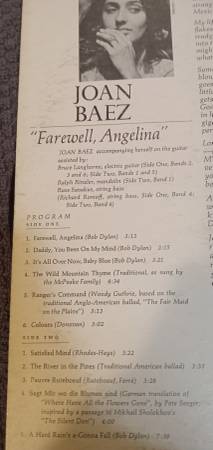 JOAN
BAEZ
"Farewell, Angelina"
JOAN BAEZ accompanying herself on the guitar
assisted by:
Bruce Langhorne, electric guitar (Side One, Bands 2,
3 and 6; Side Two, Bands 1 and 5)
Ralph Rinzler, mandolin (Side Two, Band 1)
Russ Savakus, string bass
(Richard Romoff, string bass, Side One, Band 4;
Side Two, Band 6)
PROGRAM
SIDE ONE
1. Farewell, Angelina (Bob Dylan) 3:13
2. Daddy, You Been On My Mind (Bob Dylan) 2:15
3. It's All Over Now, Baby Blue (Bob Dylan) 3:21
4. The Wild Mountain Thyme (Traditional, as sung by
the McPeake Family) 4:34
5. Ranger's Command (Woody Guthrie, based on the
traditional Anglo-American ballad, "The Fair Maid
on the Plains") 3:13
6. Colours (Donovan) 3:02
SIDE TWO
1. Satisfied Mind (Rhodes-Hays) 3:22
2. The River in the Pines (Traditional American ballad) 3:33
3. Pauvre Ruteboeuf (Ruteboeuf, Ferré) 3:28
4. Sagt Mir wo die Blumen sind (German translation of
"Where Have All the Flowers Gone", by Pete Seeger;
inspired by a passage in Mikhail Sholokhov's
"The Silent Don") 4:00
5. A Hard Rain's a-Gonna Fall (Bob Dylan) 7:36